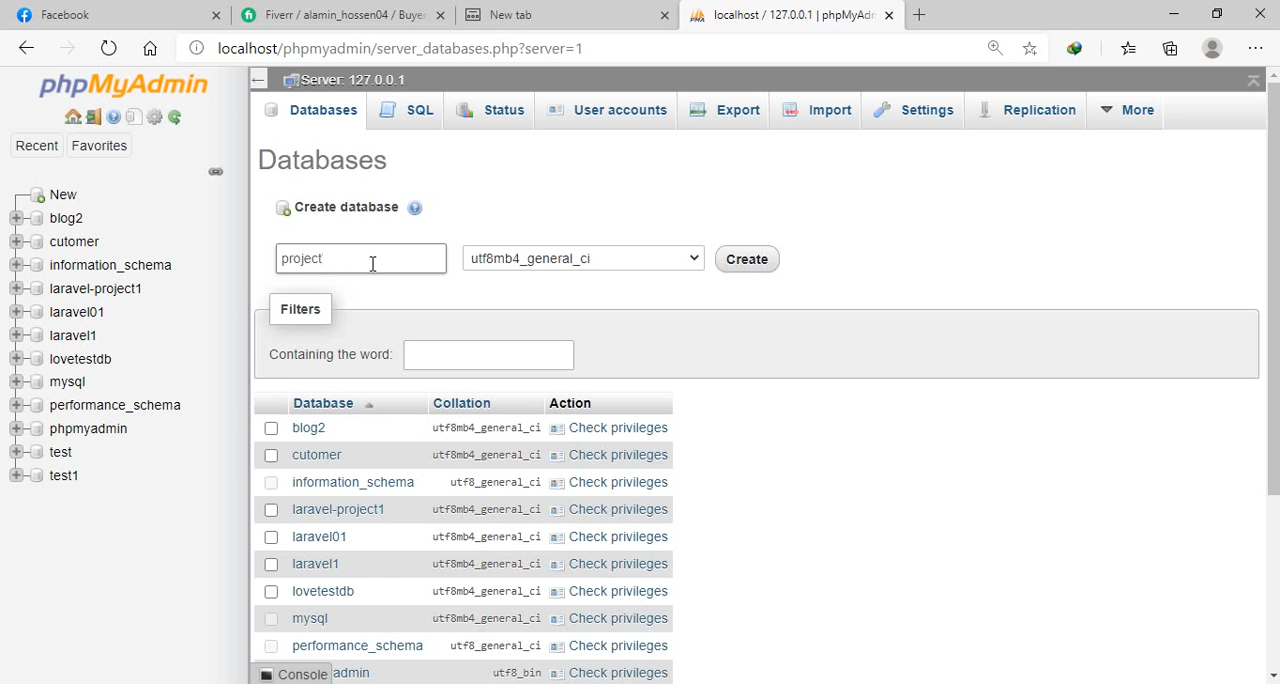 Facebook
Fiverr / alamin_hossen04 / Buye
New tab
localhost / 127.0.0.1 | phpMyAdm
localhost/phpmyadmin/server_databases.php?server=1
phpMyAdmin
Recent Favorites
New
blog2
cutomer
information_schema
laravel-project1
laravel01
laravel1
lovetestdb
mysql
performance_schema
phpmyadmin
test
test1
Server: 127.0.0.1
Databases SQL Status User accounts Export Import Settings Replication More
Databases
Create database
project utf8mb4_general_ci Create
Filters
Containing the word:
Database Collation Action
blog2 utf8mb4_general_ci Check privileges
cutomer utf8mb4_general_ci Check privileges
information_schema utf8_general_ci Check privileges
laravel-project1 utf8mb4_general_ci Check privileges
laravel01 utf8mb4_general_ci Check privileges
laravel1 utf8mb4_general_ci Check privileges
lovetestdb utf8mb4_general_ci Check privileges
mysql utf8mb4_general_ci Check privileges
performance_schema utf8_general_ci Check privileges
admin utf8_bin Check privileges
Console